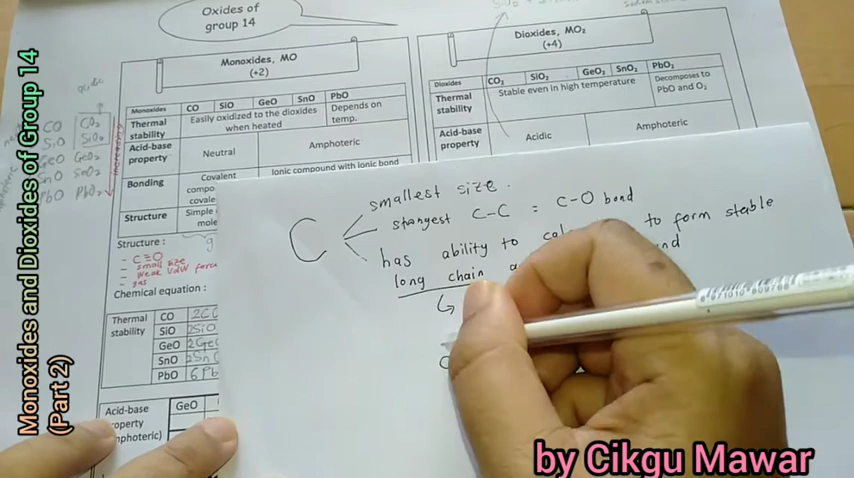 Oxides of
group 14
Monoxides, MO
(+2)
Monoxides CO SiO GeO SnO PbO
Thermal
stability
Easily oxidized to the dioxides
when heated
Depends on
temp.
Acid-base
property
Neutral
Amphoteric
Bonding
Covalent
Ionic compound with ionic bond
Structure
Simple
Structure :
- C≡O
- small size
- weak VdW force
- gas
Chemical equation :
Thermal
stability
CO
SiO 2SiO
GeO
SnO
PbO 6 Pb
Acid-base
GeO
Dioxides, MO₂
(+4)
Dioxides CO₂ SiO₂ GeO₂ SnO₂ PbO₂
Thermal
stability
Stable even in high temperature
Decomposes to
PbO and O₂
Acid-base
property
Acidic
Amphoteric
CO CO₂
SiO SiO₂
GeO GeO₂
PbO PbO₂
C
smallest size.
strongest C-C = C-O bond
has ability to to form stable
long chain
Monoxides and Dioxides of Group 14
(Part 2)
by Cikgu Mawar